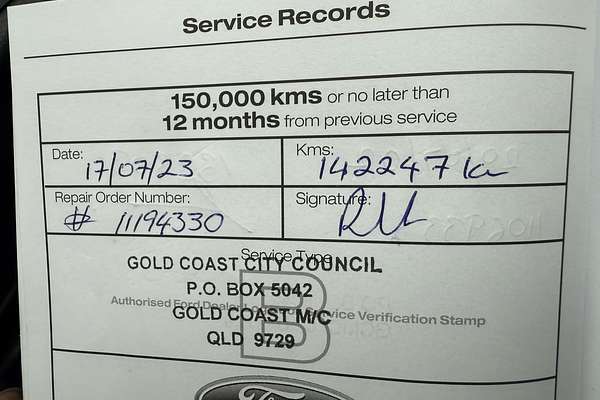 Service Records
150,000 kms or no later than
12 months from previous service
Date: 17/07/23
Kms: 142247 km
Repair Order Number: # 11194330
Signature:
Service Type
B
GOLD COAST CITY COUNCIL
P.O. BOX 5042
Authorised Ford Dealer Service Verification Stamp
GOLD COAST M/C
QLD 9729